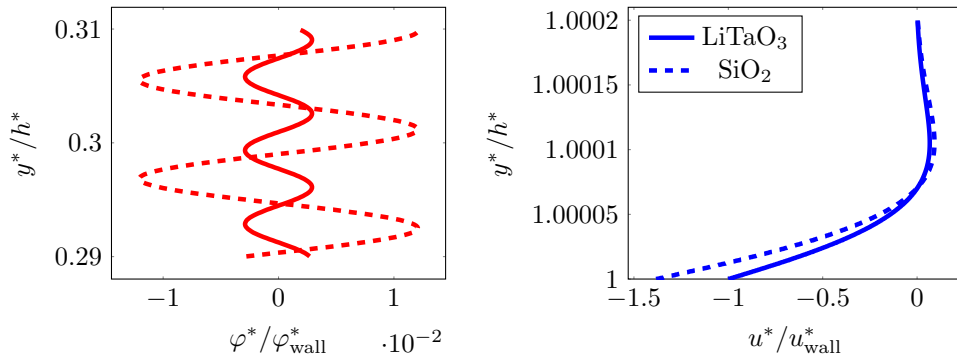 0.31
0.3
0.29
y*/h*
−1 0 1
φ*/φ*wall ·10−2
1.0002
1.00015
1.0001
1.00005
1
y*/h*
−1.5 −1 −0.5 0
u*/u*wall
LiTaO3
SiO2